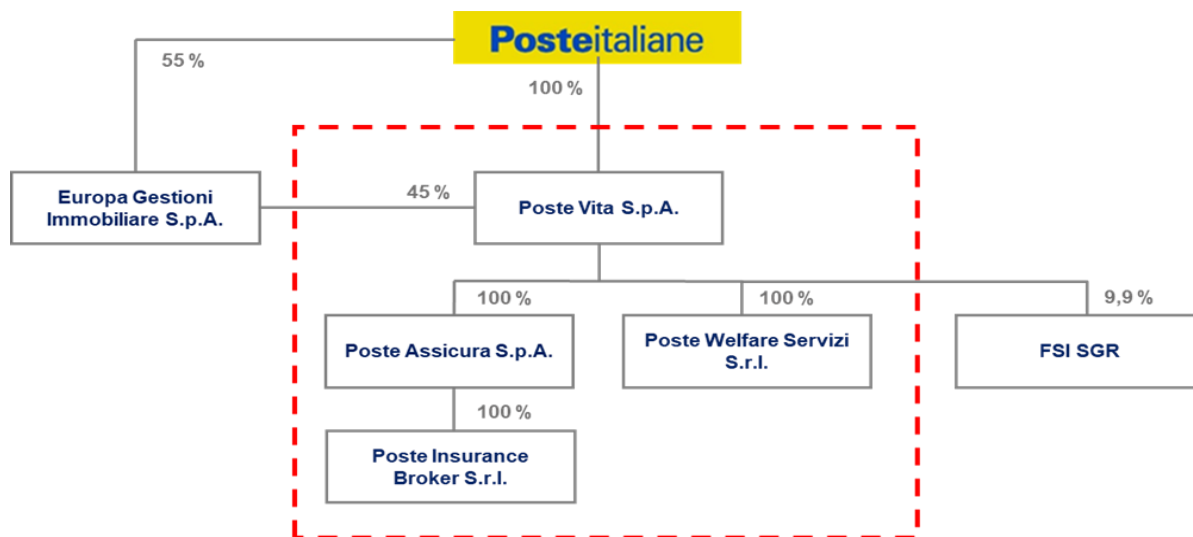 Posteitaliane
55 %
100 %
Europa Gestioni
Immobiliare S.p.A.
45 %
Poste Vita S.p.A.
100 %
100 %
9,9 %
Poste Assicura S.p.A.
Poste Welfare Servizi
S.r.l.
FSI SGR
100 %
Poste Insurance
Broker S.r.l.